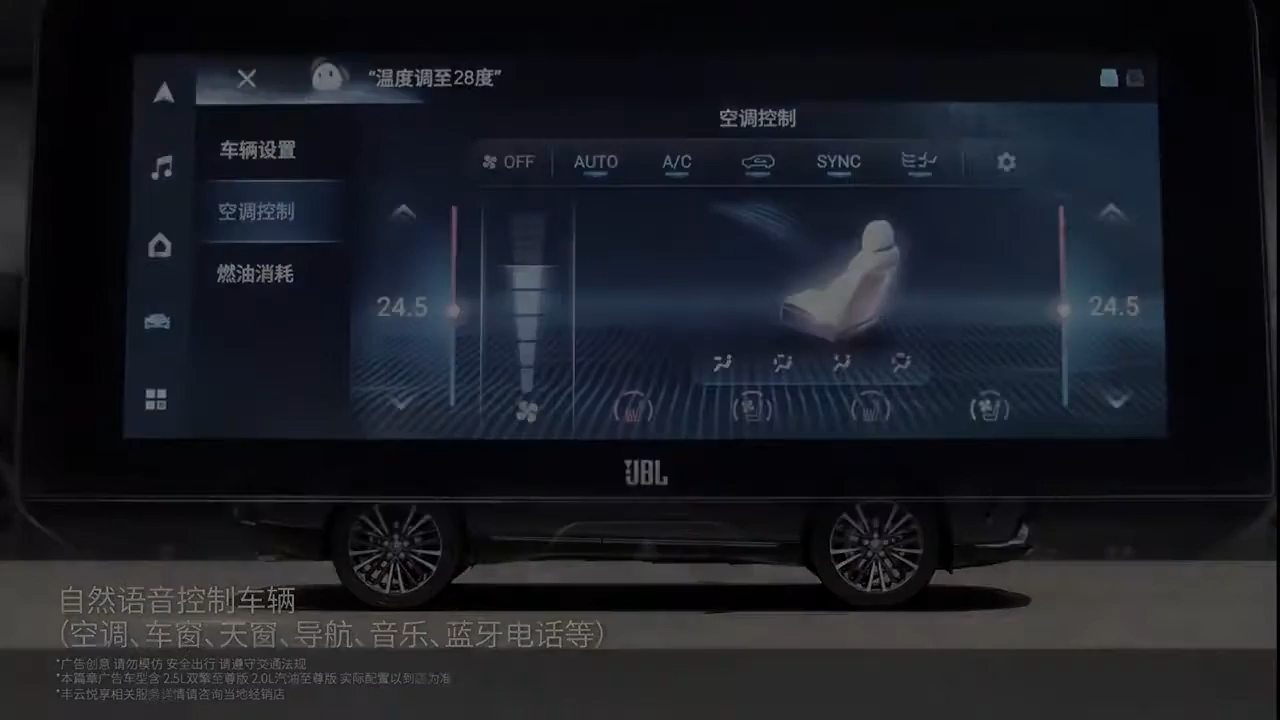 “温度调至28度”
空调控制
车辆设置
OFF AUTO A/C SYNC
空调控制
燃油消耗
24.5
24.5
JBL
自然语音控制车辆
(空调、车窗、天窗、导航、音乐、蓝牙电话等)
*广告创意 请勿模仿 安全出行 请遵守交通法规
*本篇章广告车型含 2.5L双擎至尊版 2.0L汽油至尊版 实际配置以到店为准
*丰云悦享相关服务详情请咨询当地经销店